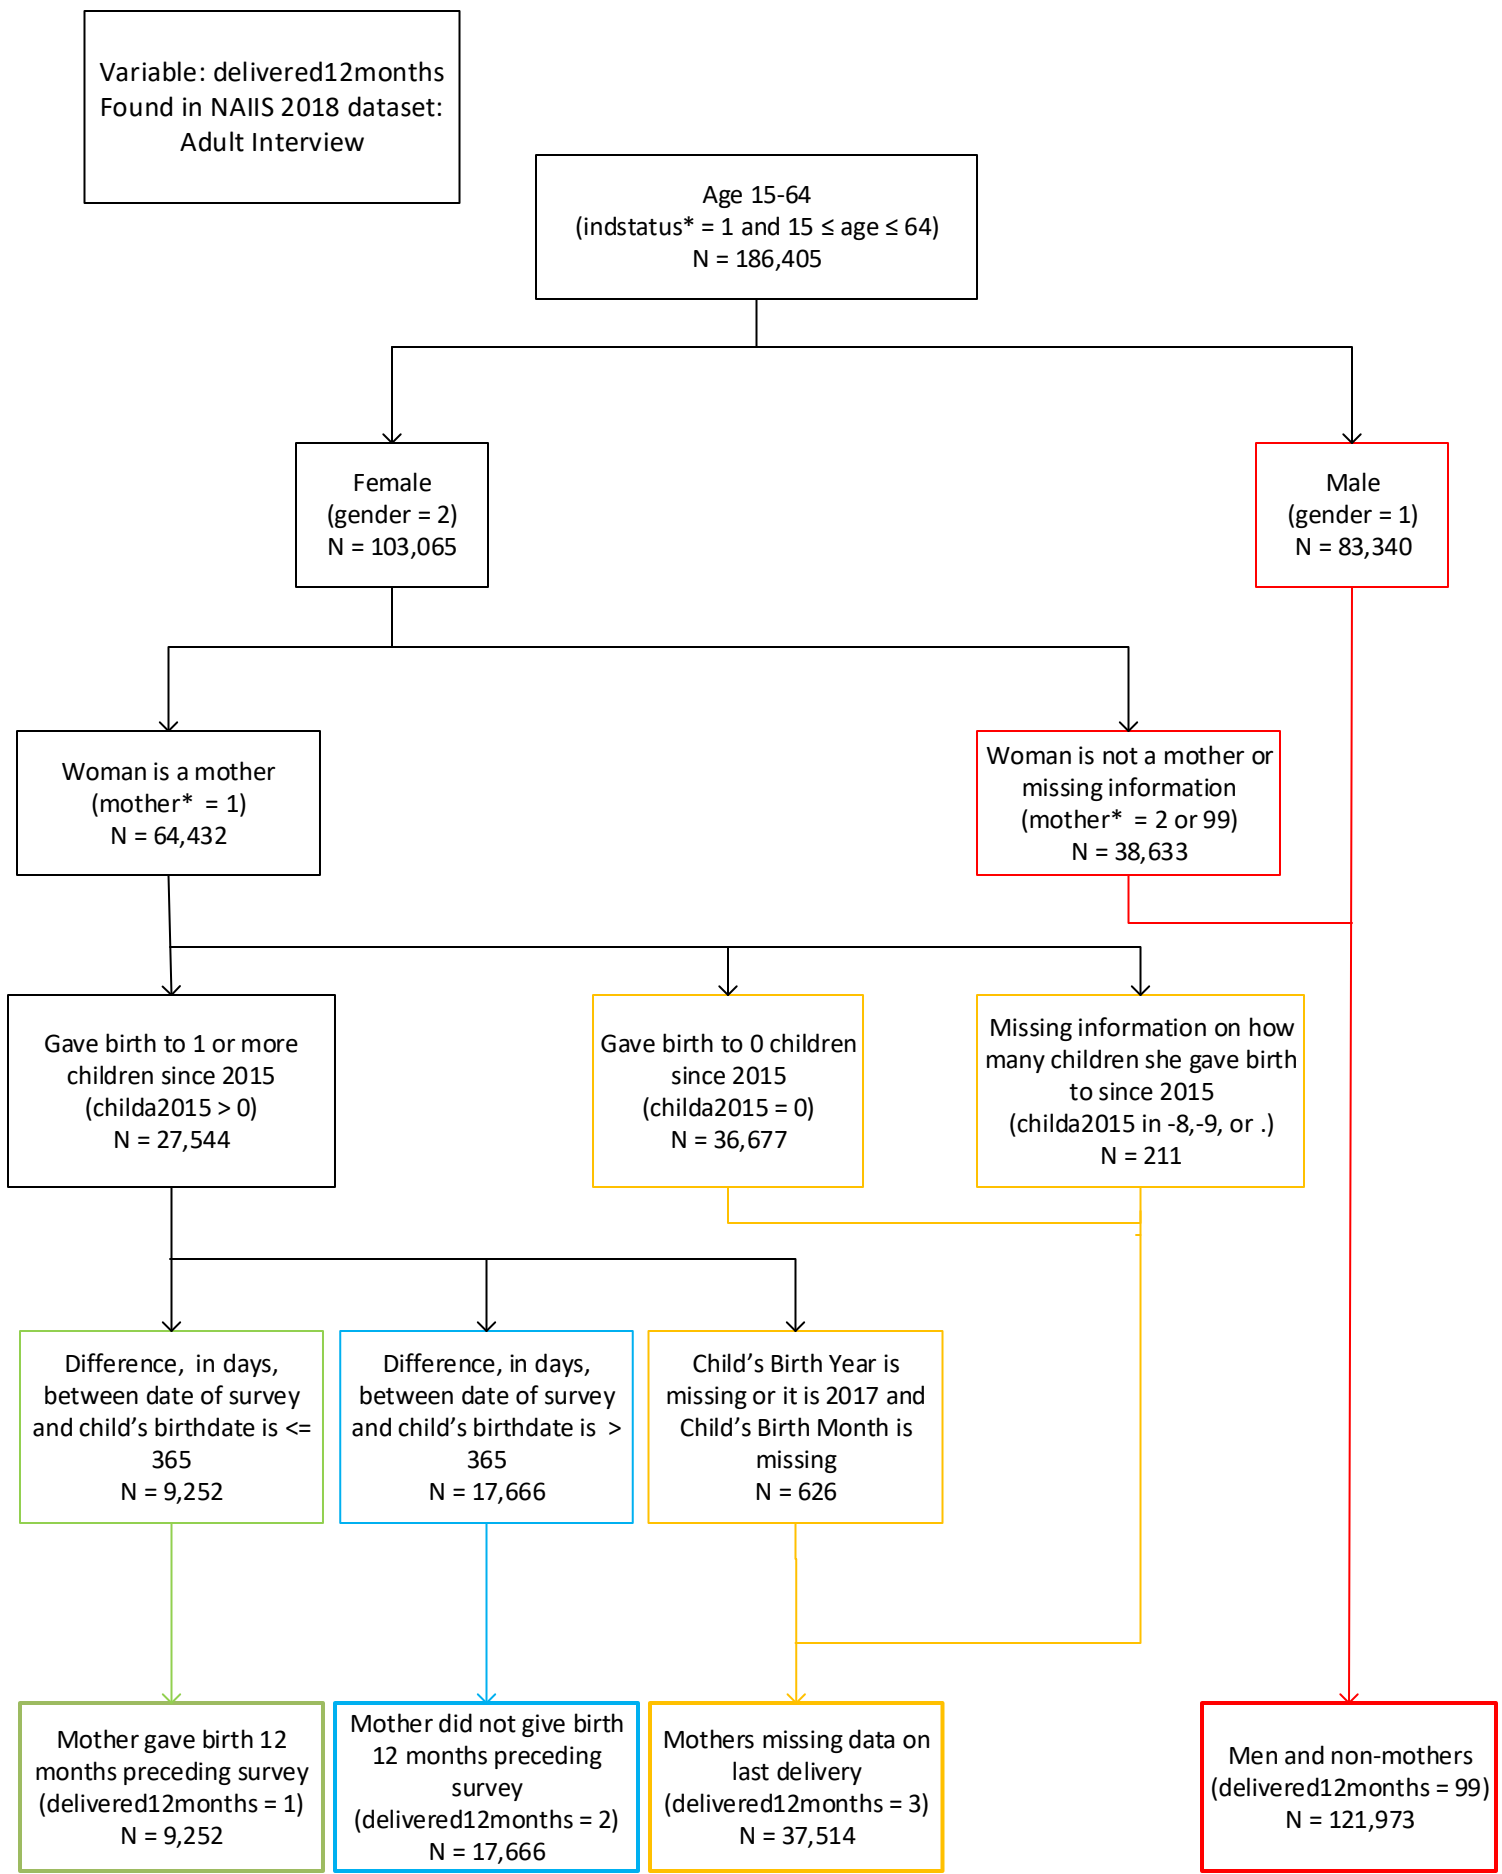 Variable: delivered12months
Found in NAIIS 2018 dataset:
Adult Interview
Age 15-64
(indstatus* = 1 and 15 ≤ age ≤ 64)
N = 186,405
Female
(gender = 2)
N = 103,065
Male
(gender = 1)
N = 83,340
Woman is a mother
(mother*  = 1)
N = 64,432
Woman is not a mother or
missing information
(mother*  = 2 or 99)
N = 38,633
Gave birth to 1 or more
children since 2015
(childa2015 > 0)
N = 27,544
Gave birth to 0 children
since 2015
(childa2015 = 0)
N = 36,677
Missing information on how
many children she gave birth
to since 2015
(childa2015 in -8,-9, or .)
N = 211
Difference,  in days,
between date of survey
and child’s birthdate is <=
365
N = 9,252
Difference, in days,
between date of survey
and child’s birthdate is  >
365
N = 17,666
Child’s Birth Year is
missing or it is 2017 and
Child’s Birth Month is
missing
N = 626
Mother gave birth 12
months preceding survey
(delivered12months = 1)
N = 9,252
Mother did not give birth
12 months preceding
survey
(delivered12months = 2)
N = 17,666
Mothers missing data on
last delivery
(delivered12months = 3)
N = 37,514
Men and non-mothers
(delivered12months = 99)
N = 121,973